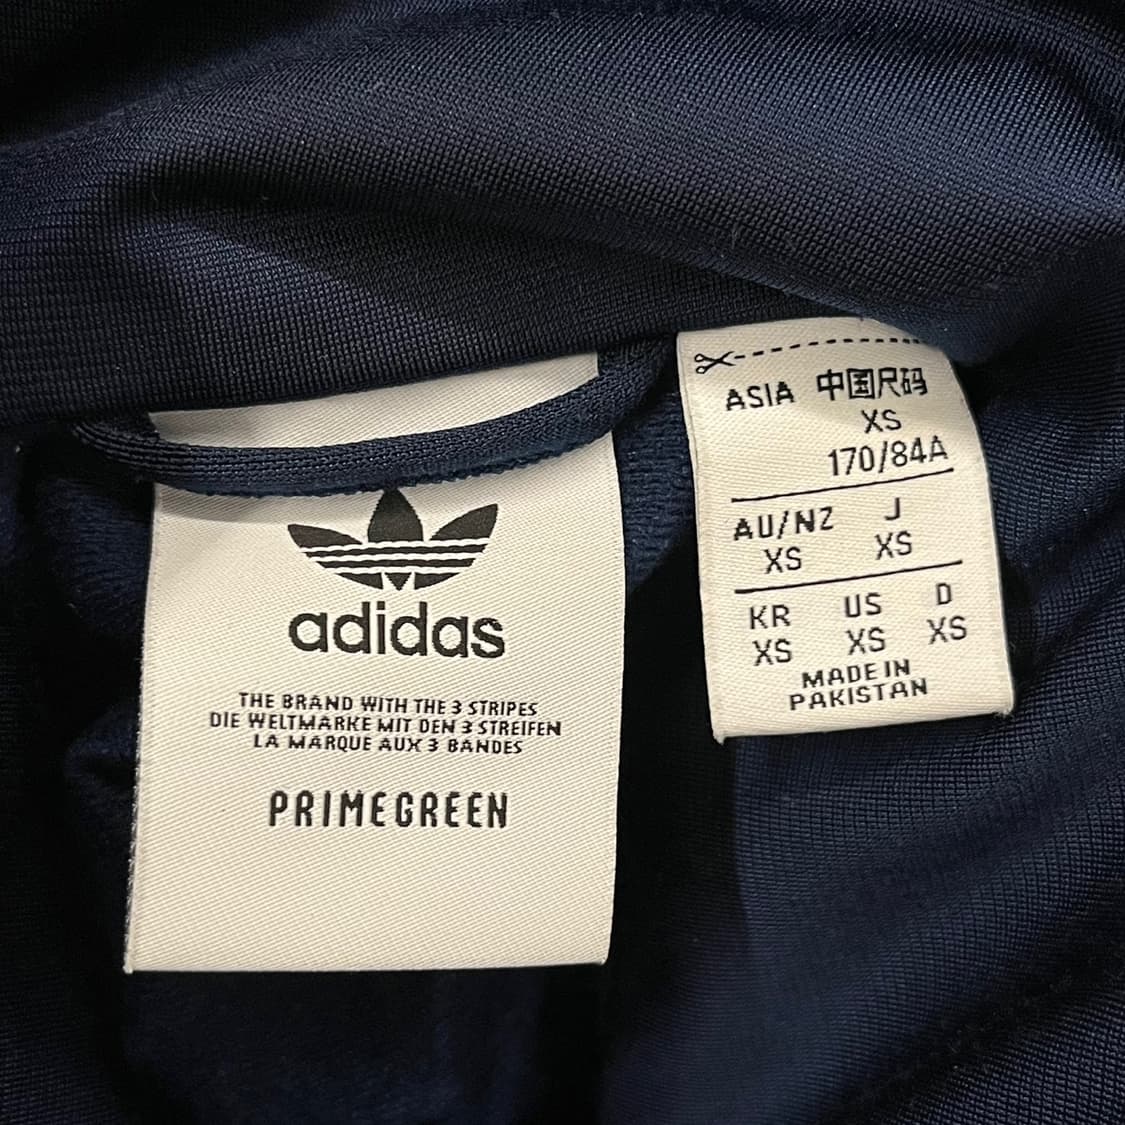 adidas
THE BRAND WITH THE 3 STRIPES
DIE WELTMARKE MIT DEN 3 STREIFEN
LA MARQUE AUX 3 BANDES
PRIMEGREEN
ASIA 中国尺码
XS
170/84A
AU/NZ J
XS XS
KR US D
XS XS XS
MADE IN
PAKISTAN